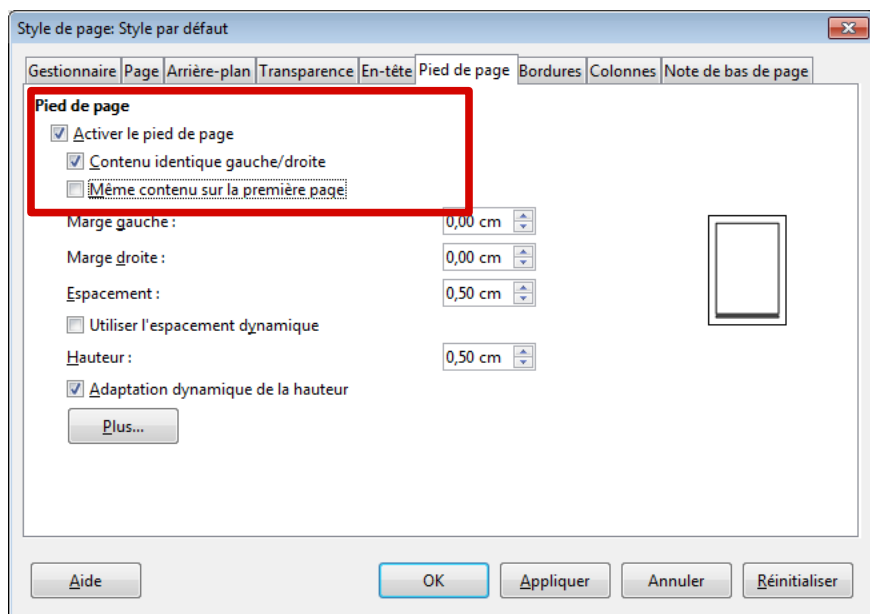 Style de page: Style par défaut
Gestionnaire Page Arrière-plan Transparence En-tête Pied de page Bordures Colonnes Note de bas de page
Pied de page
Activer le pied de page
Contenu identique gauche/droite
Même contenu sur la première page
Marge gauche : 0,00 cm
Marge droite : 0,00 cm
Espacement : 0,50 cm
Utiliser l'espacement dynamique
Hauteur : 0,50 cm
Adaptation dynamique de la hauteur
Plus...
Aide OK Appliquer Annuler Réinitialiser